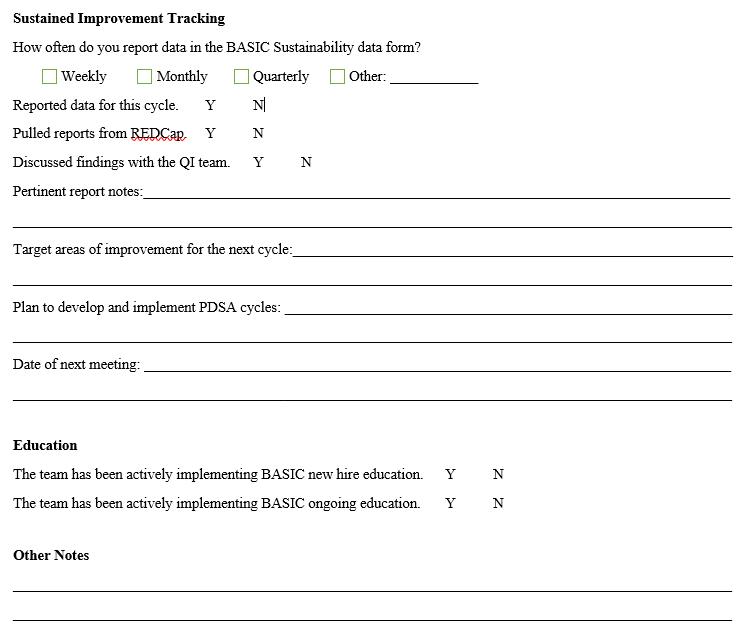 Sustained Improvement Tracking
How often do you report data in the BASIC Sustainability data form?
☐ Weekly ☐ Monthly ☐ Quarterly ☐ Other: ____________
Reported data for this cycle. Y N
Pulled reports from REDCap. Y N
Discussed findings with the QI team. Y N
Pertinent report notes:
Target areas of improvement for the next cycle:
Plan to develop and implement PDSA cycles:
Date of next meeting:
Education
The team has been actively implementing BASIC new hire education. Y N
The team has been actively implementing BASIC ongoing education. Y N
Other Notes